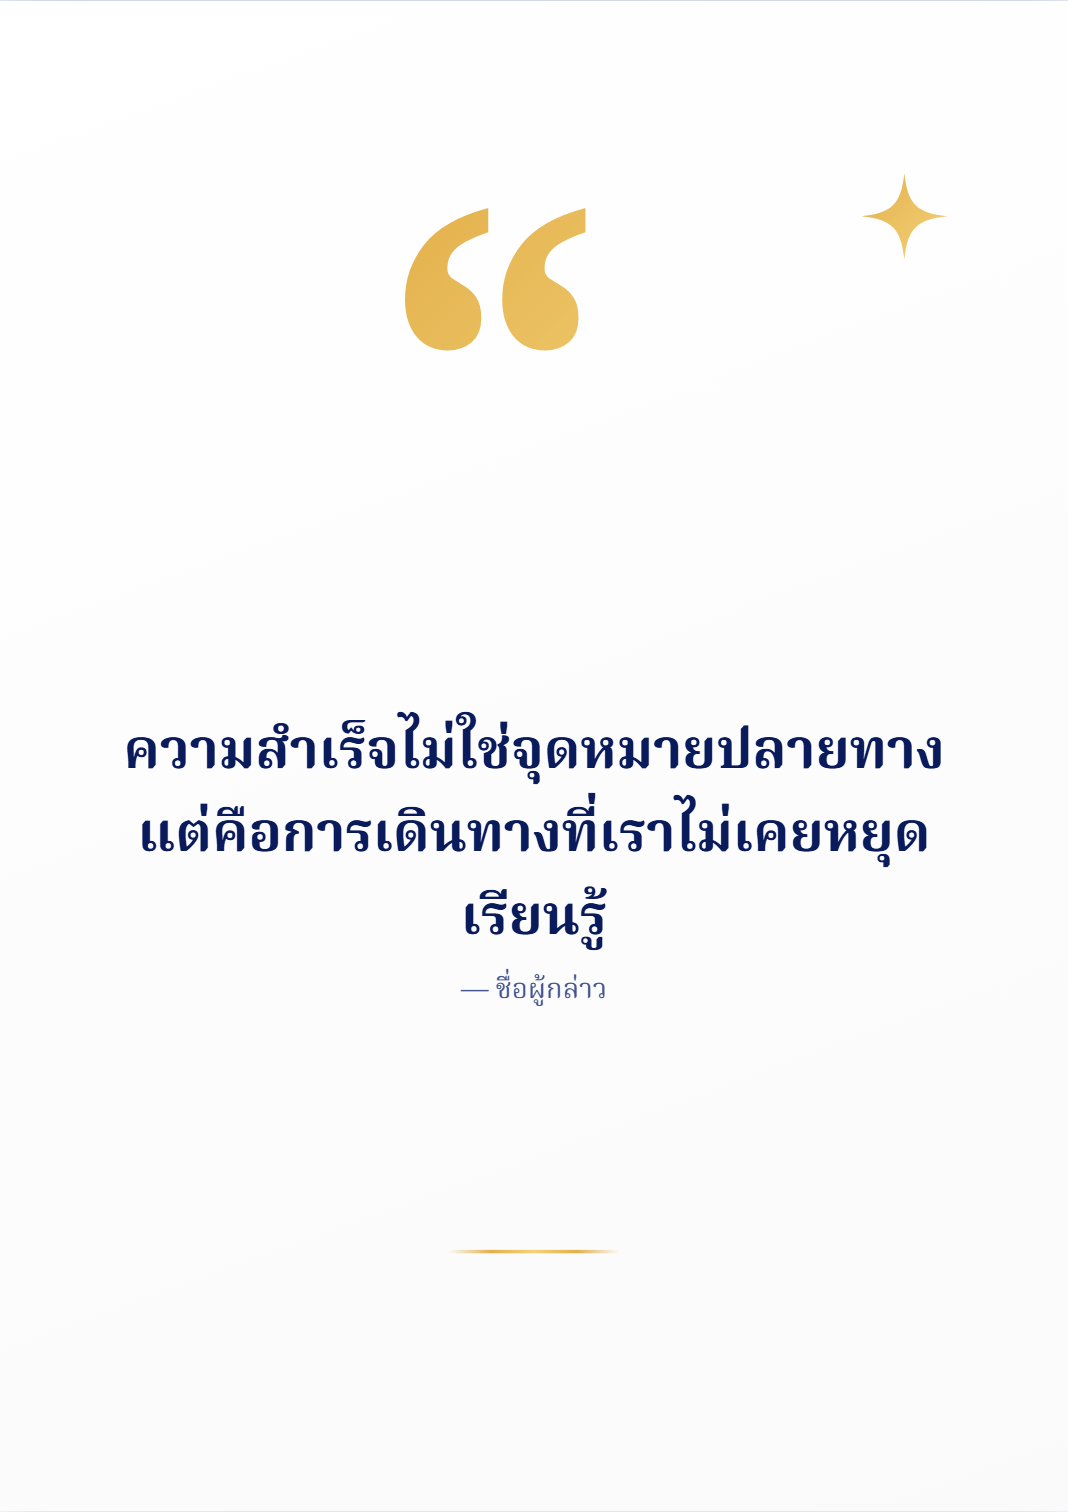 “
ความสำเร็จไม่ใช่จุดหมายปลายทาง
แต่คือการเดินทางที่เราไม่เคยหยุด
เรียนรู้
— ชื่อผู้กล่าว